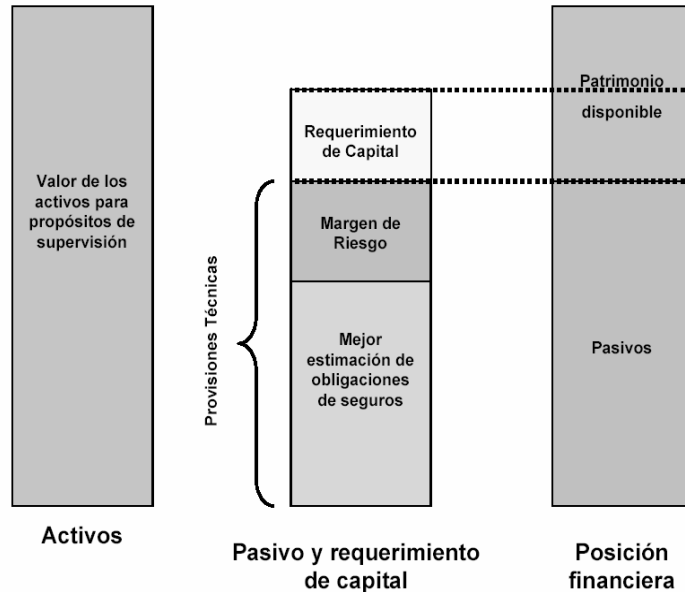 Valor de los
activos para
propósitos de
supervisión
Activos
Provisiones Técnicas
Requerimiento
de Capital
Margen de
Riesgo
Mejor
estimación de
obligaciones
de seguros
Pasivo y requerimiento
de capital
Patrimonio
disponible
Pasivos
Posición
financiera